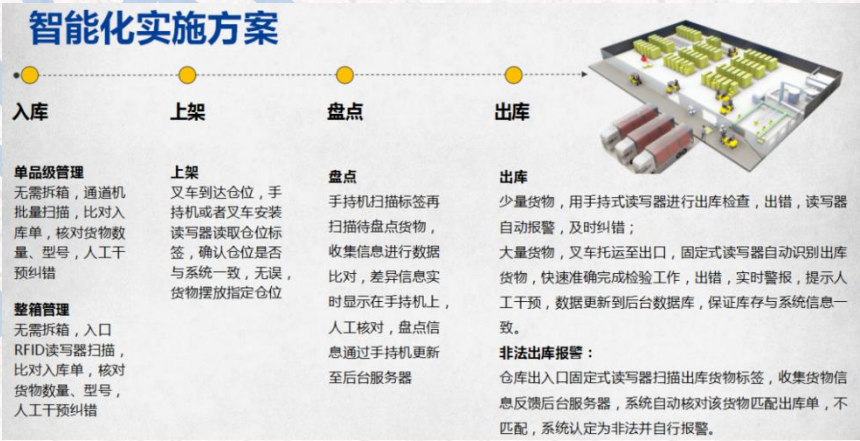 智能化实施方案
入库
上架
盘点
出库
单品级管理
无需拆箱，通道机
批量扫描，比对入
库单，核对货物数
量、型号，人工干
预纠错
整箱管理
无需拆箱，入口
RFID读写器扫描，
比对入库单，核对
货物数量、型号，
人工干预纠错
上架
叉车到达仓位，手
持机或者叉车安装
读写器读取仓位标
签，确认仓位是否
与系统一致，无误，
货物摆放指定仓位
盘点
手持机扫描标签再
扫描待盘点货物，
收集信息进行数据
比对，差异信息实
时显示在手持机上，
人工核对，盘点信
息通过手持机更新
至后台服务器
出库
少量货物，用手持式读写器进行出库检查，出错，读写器
自动报警，及时纠错；
大量货物，叉车托运至出口，固定式读写器自动识别出库
货物，快速准确完成检验工作，出错，实时警报，提示人
工干预，数据更新到后台数据库，保证库存与系统信息一
致。
非法出库报警：
仓库出入口固定式读写器扫描出库货物标签，收集货物信
息反馈后台服务器，系统自动核对该货物匹配出库单，不
匹配，系统认定为非法并自行报警。